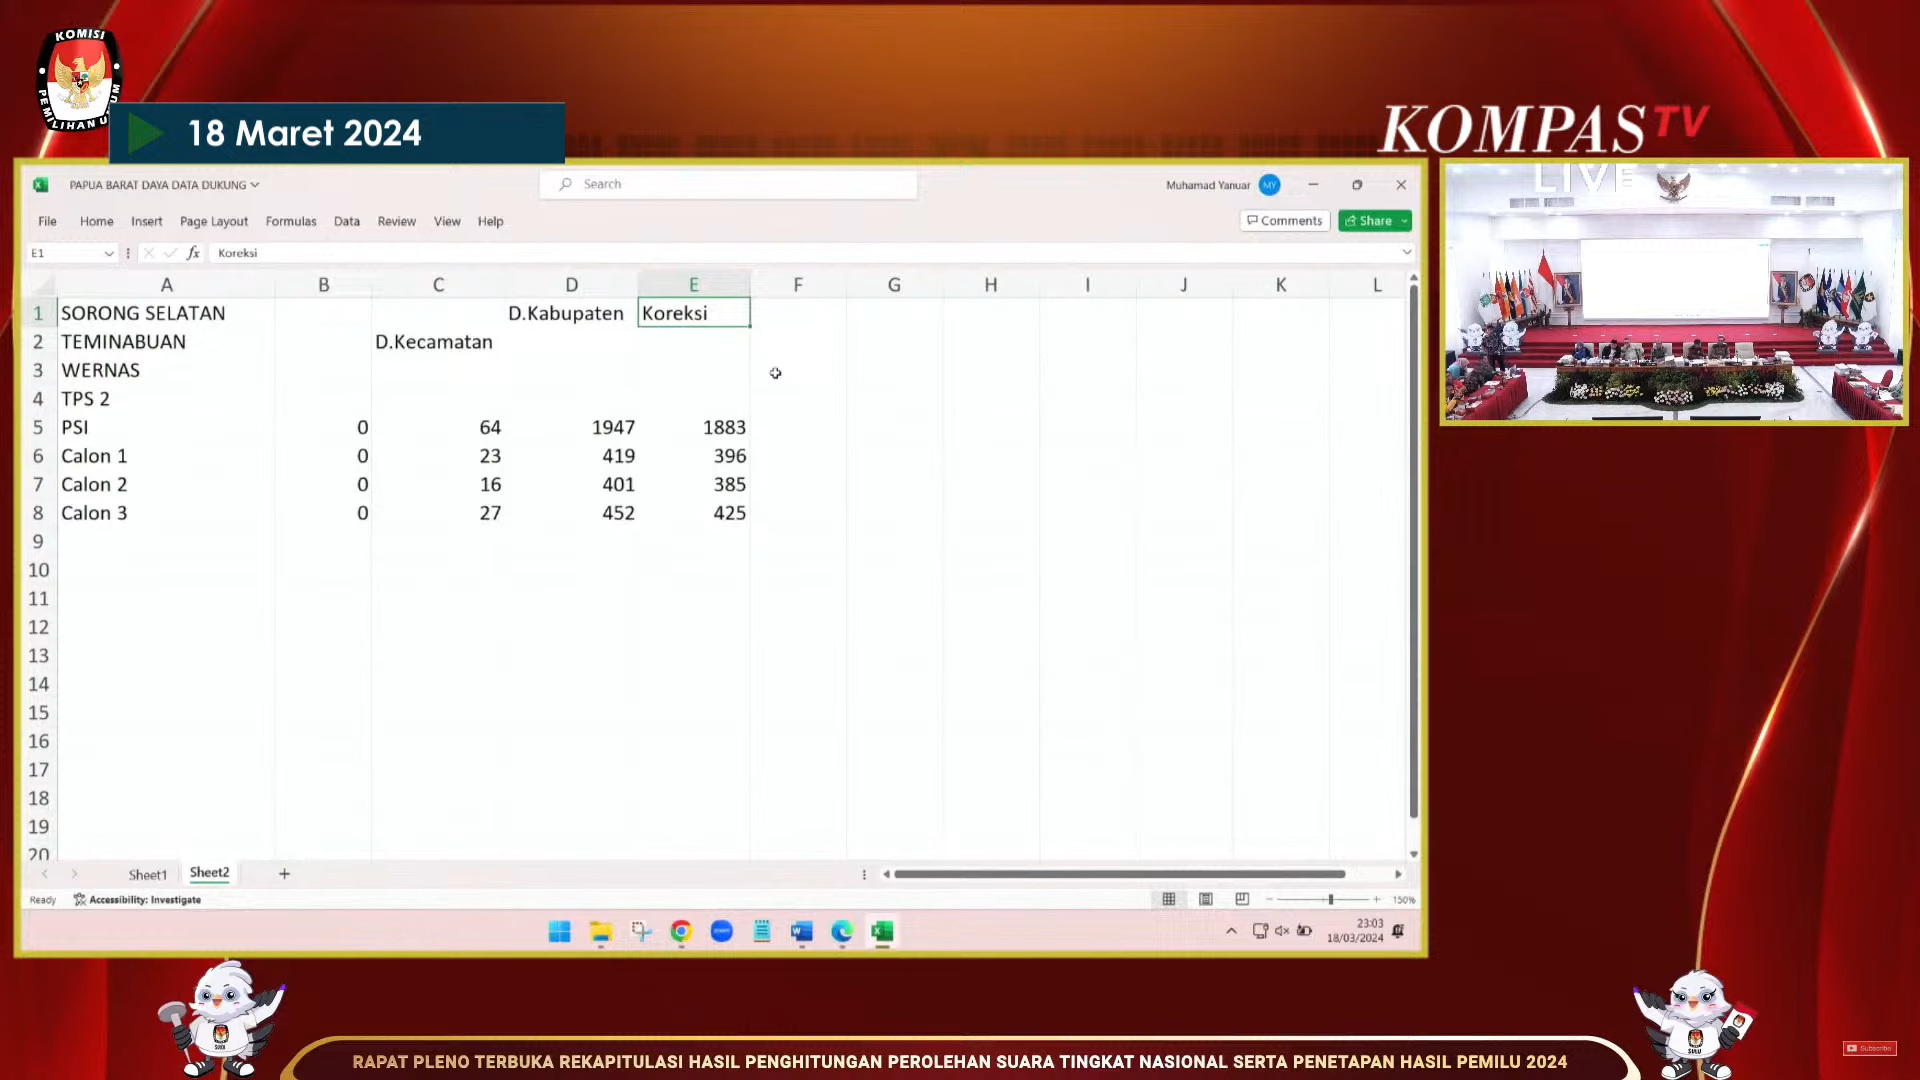 KOMISI
PEMILIHAN UMUM
18 Maret 2024
KOMPAS TV
LIVE
PAPUA BARAT DAYA DATA DUKUNG
Search
Muhamad Yanuar
MY
File Home Insert Page Layout Formulas Data Review View Help
Comments
Share
E1
fx
Koreksi
A B C D E F G H I J K L
1 SORONG SELATAN D.Kabupaten Koreksi
2 TEMINABUAN D.Kecamatan
3 WERNAS
4 TPS 2
5 PSI 0 64 1947 1883
6 Calon 1 0 23 419 396
7 Calon 2 0 16 401 385
8 Calon 3 0 27 452 425
9
10
11
12
13
14
15
16
17
18
19
20
Sheet1 Sheet2 +
Ready Accessibility: Investigate
150%
23:03
18/03/2024
SULU
RAPAT PLENO TERBUKA REKAPITULASI HASIL PENGHITUNGAN PEROLEHAN SUARA TINGKAT NASIONAL SERTA PENETAPAN HASIL PEMILU 2024
Subscribe